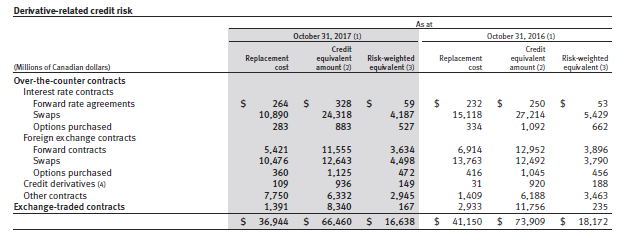 Derivative-related credit risk
As at
October 31, 2017 (1) October 31, 2016 (1)
Credit Credit
Replacement equivalent Risk-weighted Replacement equivalent Risk-weighted
(Millions of Canadian dollars) cost amount (2) equivalent (3) cost amount (2) equivalent (3)
Over-the-counter contracts
Interest rate contracts
Forward rate agreements $ 264 $ 328 $ 59 $ 232 $ 250 $ 53
Swaps 10,890 24,318 4,187 15,118 27,214 5,429
Options purchased 283 883 527 334 1,092 662
Foreign exchange contracts
Forward contracts 5,421 11,555 3,634 6,914 12,952 3,896
Swaps 10,476 12,643 4,498 13,763 12,492 3,790
Options purchased 360 1,125 472 416 1,045 456
Credit derivatives (4) 109 936 149 31 920 188
Other contracts 7,750 6,332 2,945 1,409 6,188 3,463
Exchange-traded contracts 1,391 8,340 167 2,933 11,756 235
$ 36,944 $ 66,460 $ 16,638 $ 41,150 $ 73,909 $ 18,172